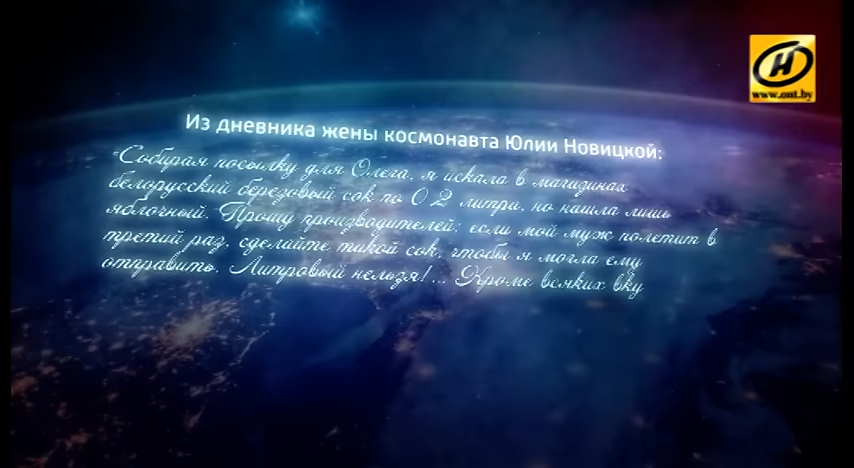 Н
www.ont.by
Из дневника жены космонавта Юлии Новицкой:
"Собирая посылку для Олега, я искала в магазинах
белорусский березовый сок по 0 2 литра, но нашла лишь
яблочный. Прошу производителей: если мой муж полетит в
третий раз, сделайте такой сок, чтобы я могла ему
отправить. Литровый нельзя!... Кроме всяких вку